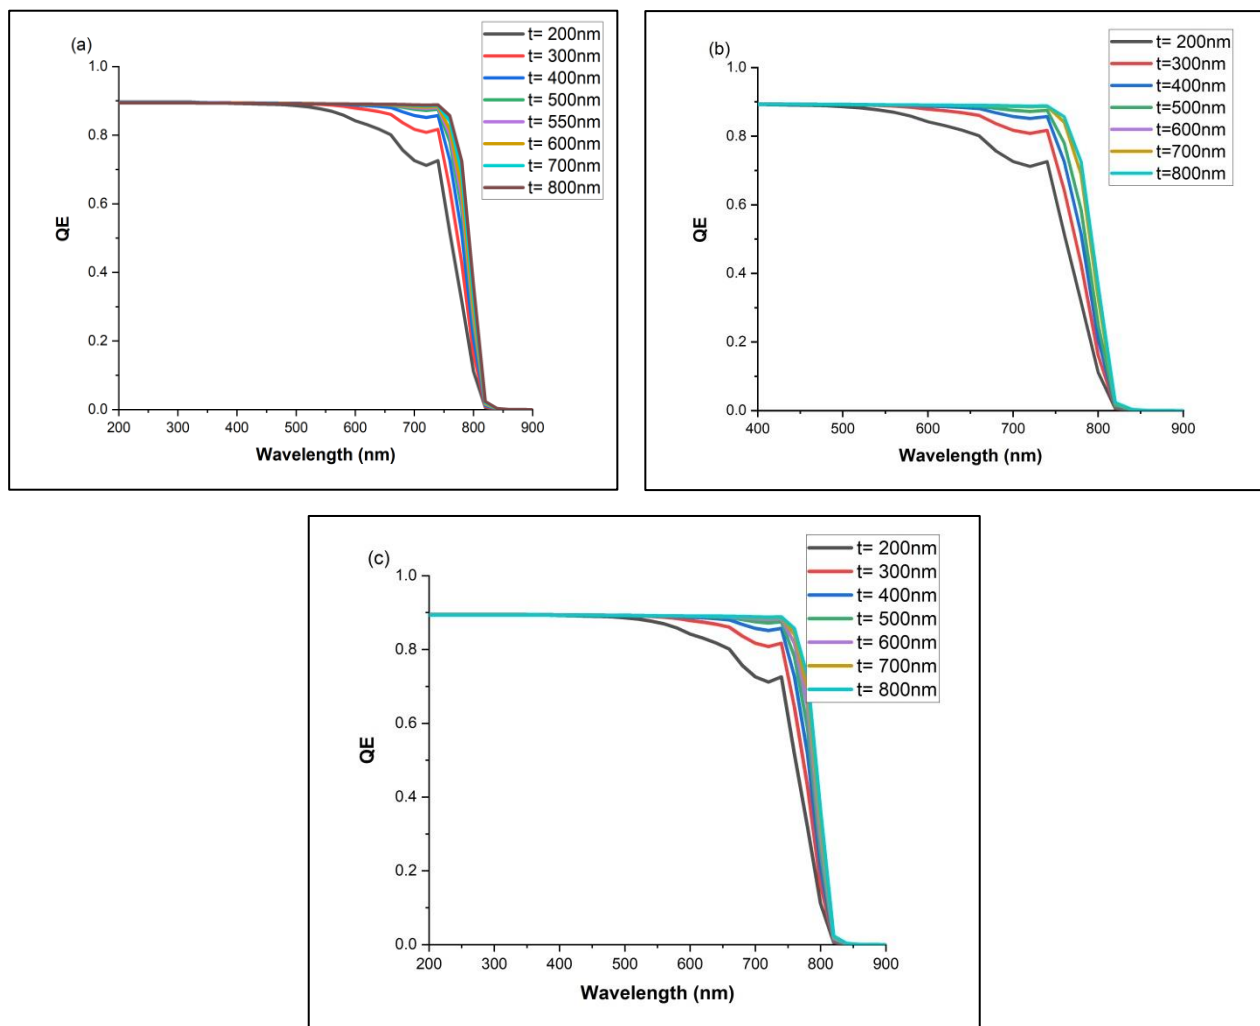 (a)
t= 200nm
t= 300nm
t= 400nm
t= 500nm
t= 550nm
t= 600nm
t= 700nm
t= 800nm
1.0
0.8
0.6
0.4
0.2
0.0
QE
200 300 400 500 600 700 800 900
Wavelength (nm)
(b)
t= 200nm
t=300nm
t=400nm
t=500nm
t=600nm
t=700nm
t=800nm
1.0
0.8
0.6
0.4
0.2
0.0
QE
400 500 600 700 800 900
Wavelength (nm)
(c)
t= 200nm
t= 300nm
t= 400nm
t= 500nm
t= 600nm
t= 700nm
t= 800nm
1.0
0.8
0.6
0.4
0.2
0.0
QE
200 300 400 500 600 700 800 900
Wavelength (nm)